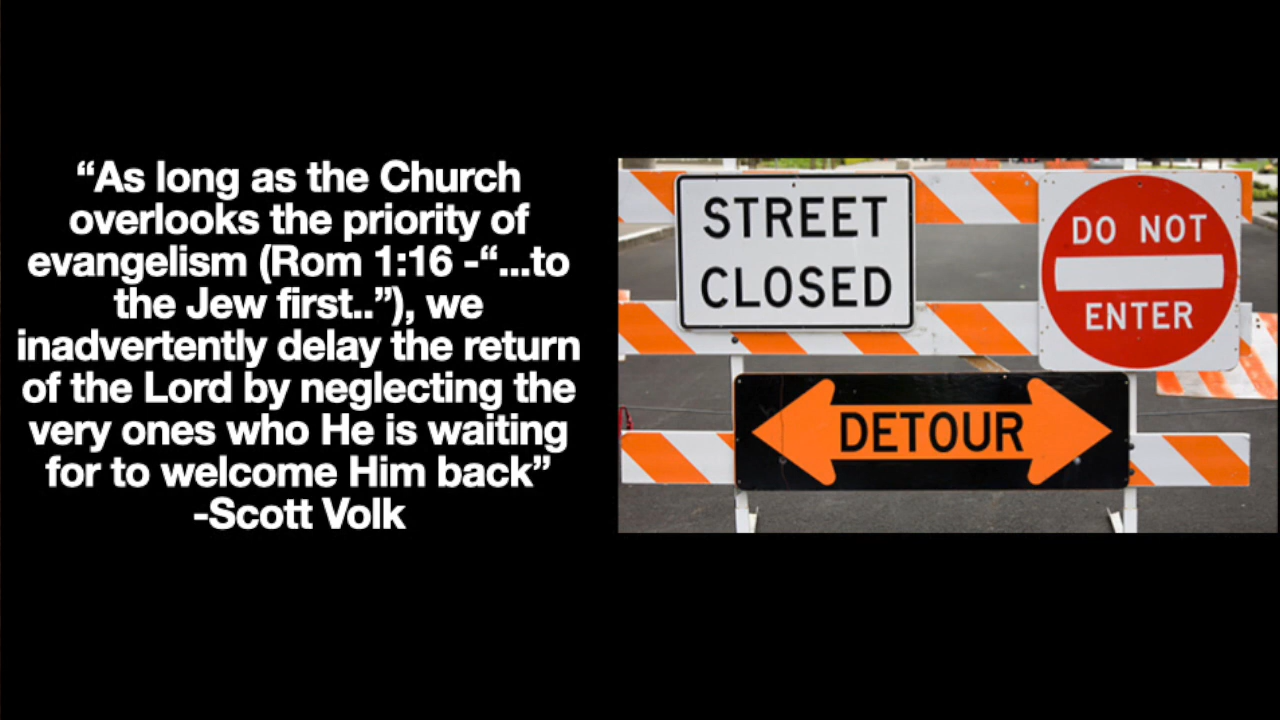 “As long as the Church
overlooks the priority of
evangelism (Rom 1:16 -“...to
the Jew first..”), we
inadvertently delay the return
of the Lord by neglecting the
very ones who He is waiting
for to welcome Him back”
-Scott Volk
STREET
CLOSED
DO NOT
ENTER
DETOUR